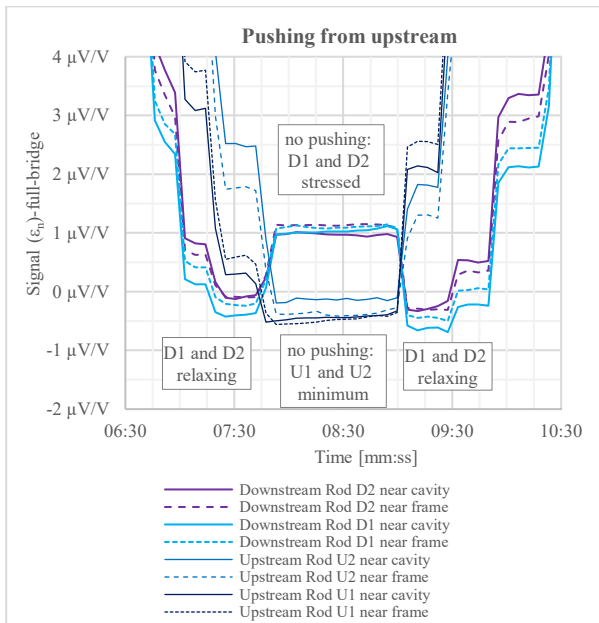 Pushing from upstream
4 µV/V
3 µV/V
2 µV/V
1 µV/V
0 µV/V
-1 µV/V
-2 µV/V
Signal (εₙ)-full-bridge
no pushing:
D1 and D2
stressed
D1 and D2
relaxing
no pushing:
U1 and U2
minimum
D1 and D2
relaxing
06:30 07:30 08:30 09:30 10:30
Time [mm:ss]
Downstream Rod D2 near cavity
Downstream Rod D2 near frame
Downstream Rod D1 near cavity
Downstream Rod D1 near frame
Upstream Rod U2 near cavity
Upstream Rod U2 near frame
Upstream Rod U1 near cavity
Upstream Rod U1 near frame